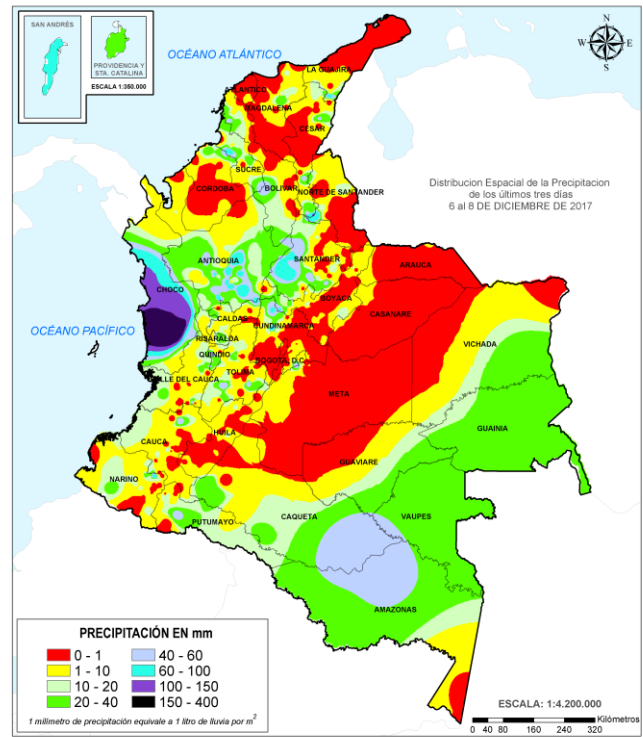 SAN ANDRÉS
PROVIDENCIA Y
STA. CATALINA
ESCALA 1:350.000
OCÉANO ATLÁNTICO
N
W E
S
LA GUAJIRA
ATLANTICO
MAGDALENA
CESAR
SUCRE
CORDOBA
BOLIVAR
NORTE DE SANTANDER
Distribucion Espacial de la Precipitacion
de los últimos tres días
6 al 8 DE DICIEMBRE DE 2017
ANTIOQUIA
SANTANDER
ARAUCA
CHOCO
BOYACA
CASANARE
OCÉANO PACÍFICO
CALDAS
CUNDINAMARCA
RISARALDA
VICHADA
QUINDIO
BOGOTA, D.C.
TOLIMA
VALLE DEL CAUCA
META
GUAINIA
CAUCA
HUILA
GUAVIARE
NARIÑO
PUTUMAYO
CAQUETA
VAUPES
AMAZONAS
PRECIPITACIÓN EN mm
0 - 1 40 - 60
1 - 10 60 - 100
10 - 20 100 - 150
20 - 40 150 - 400
1 milimetro de precipitación equivale a 1 litro de lluvia por m²
ESCALA: 1:4.200.000
Kilómetros
0 40 80 160 240 320